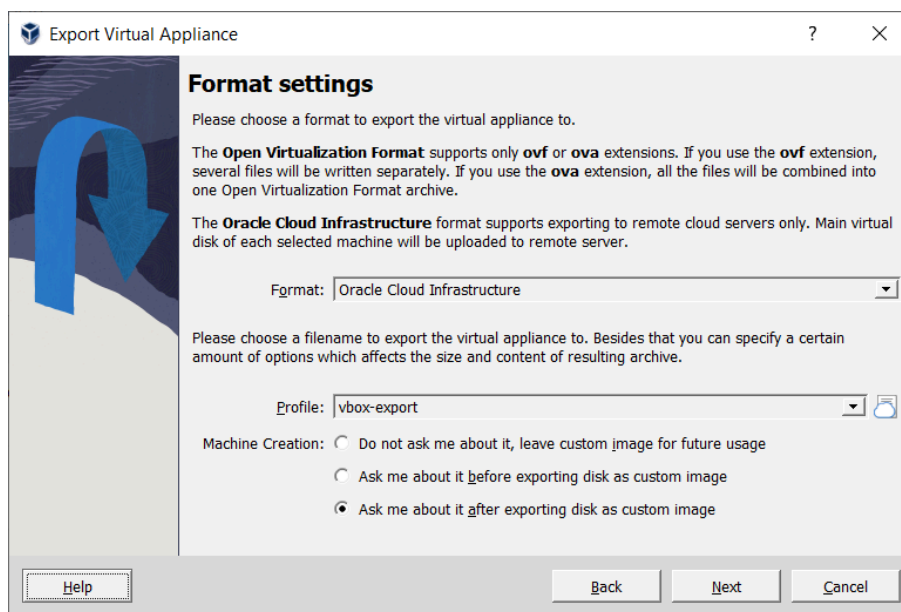 Export Virtual Appliance
?
Format settings
Please choose a format to export the virtual appliance to.
The Open Virtualization Format supports only ovf or ova extensions. If you use the ovf extension,
several files will be written separately. If you use the ova extension, all the files will be combined into
one Open Virtualization Format archive.
The Oracle Cloud Infrastructure format supports exporting to remote cloud servers only. Main virtual
disk of each selected machine will be uploaded to remote server.
Format: Oracle Cloud Infrastructure
Please choose a filename to export the virtual appliance to. Besides that you can specify a certain
amount of options which affects the size and content of resulting archive.
Profile: vbox-export
Machine Creation: Do not ask me about it, leave custom image for future usage
Ask me about it before exporting disk as custom image
Ask me about it after exporting disk as custom image
Help Back Next Cancel